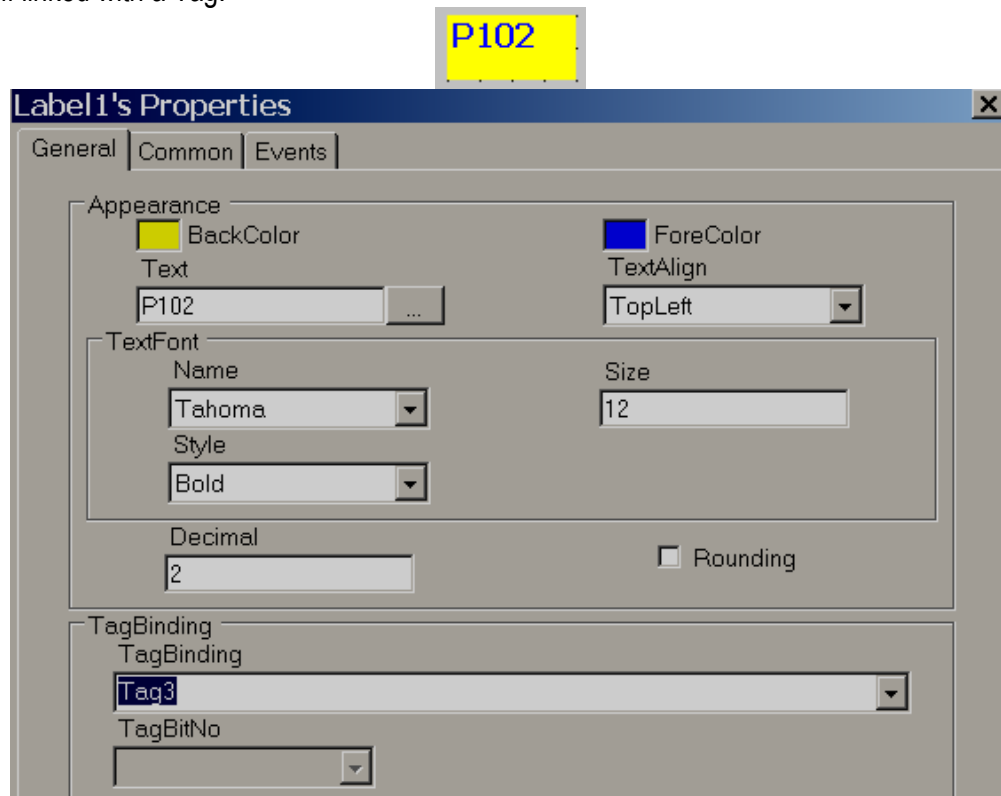 linked with a Tag.
P102
Label1's Properties
General Common Events
Appearance
BackColor ForeColor
Text TextAlign
P102 ... TopLeft
TextFont
Name Size
Tahoma 12
Style
Bold
Decimal
2 Rounding
TagBinding
TagBinding
Tag3
TagBitNo